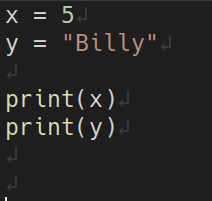 x = 5
y = "Billy"

print(x)
print(y)